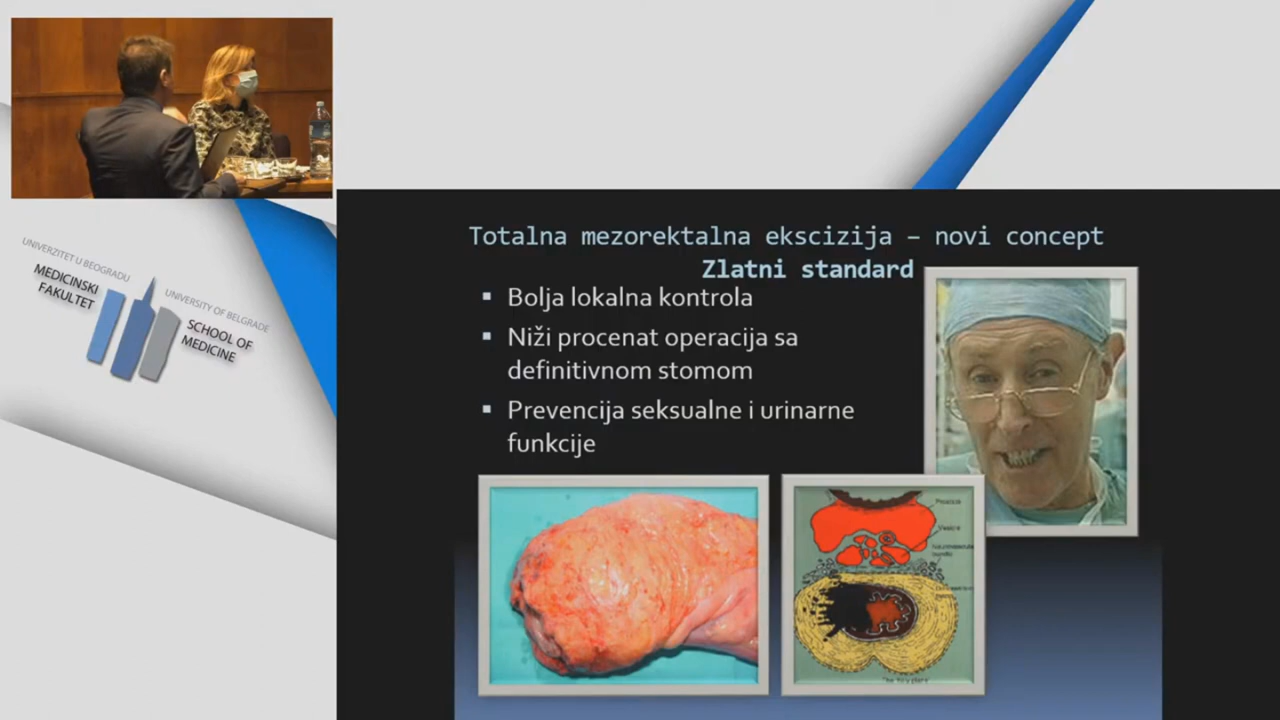 UNIVERZITET U BEOGRADU
MEDICINSKI
FAKULTET
UNIVERSITY OF BELGRADE
SCHOOL OF
MEDICINE
Totalna mezorektalna ekscizija – novi concept
Zlatni standard
▪ Bolja lokalna kontrola
▪ Niži procenat operacija sa
definitivnom stomom
▪ Prevencija seksualne i urinarne
funkcije